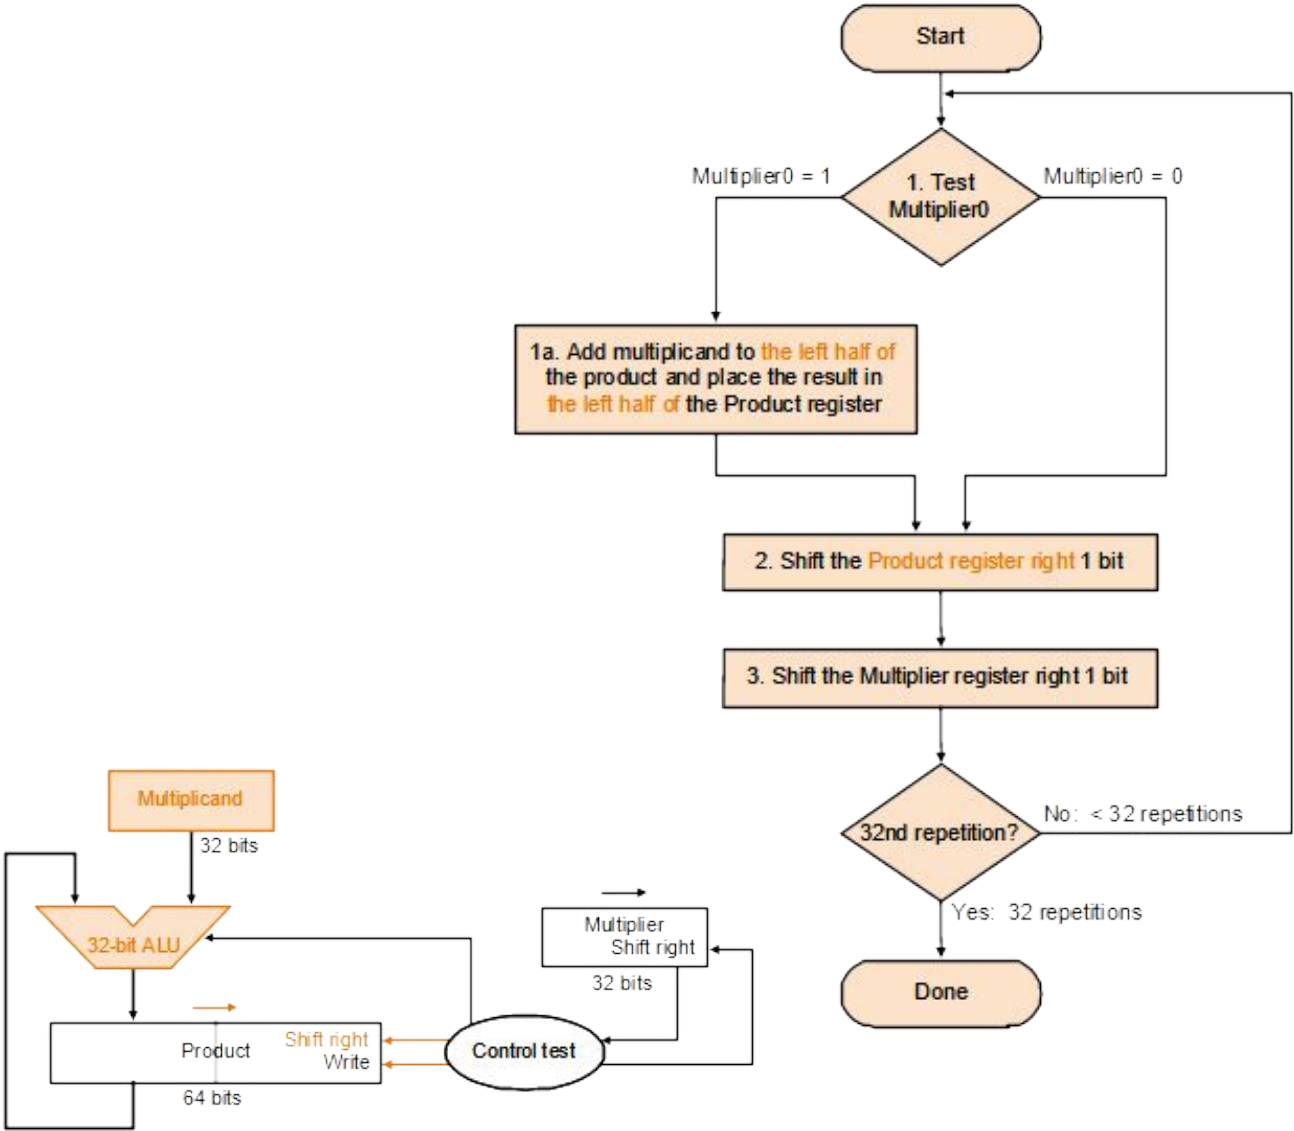 Start
Multiplier0 = 1
1. Test
Multiplier0
Multiplier0 = 0
1a. Add multiplicand to the left half of
the product and place the result in
the left half of the Product register
2. Shift the Product register right 1 bit
3. Shift the Multiplier register right 1 bit
32nd repetition?
No: < 32 repetitions
Yes: 32 repetitions
Done
Multiplicand
32 bits
32-bit ALU
Multiplier
Shift right
32 bits
Product
Shift right
Write
64 bits
Control test